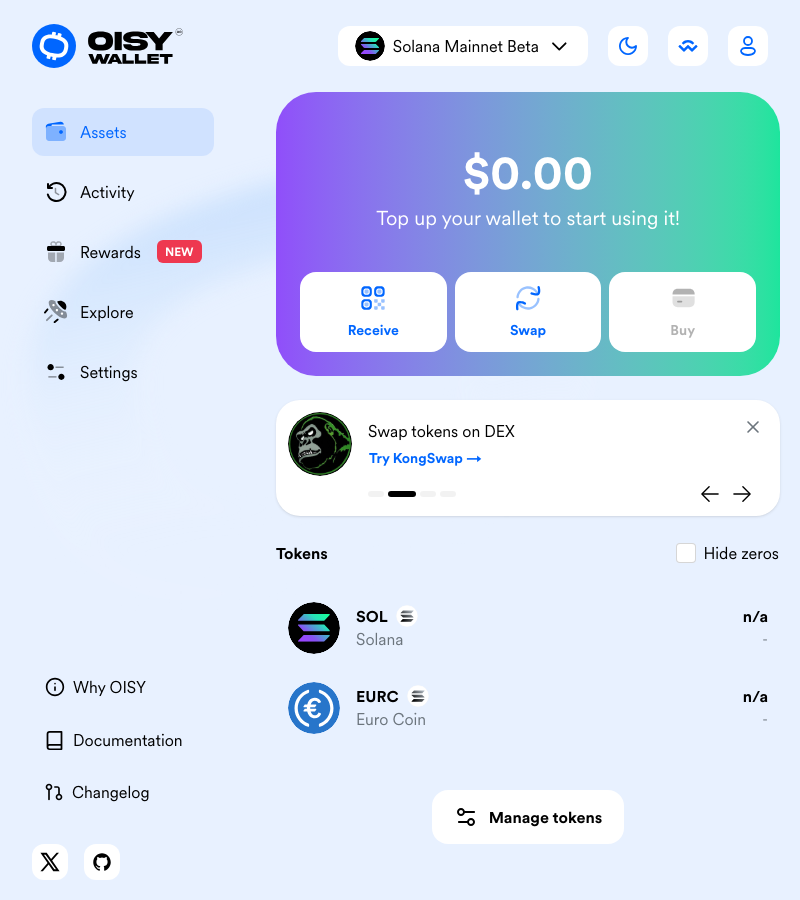 OISY
WALLET
Solana Mainnet Beta
Assets
Activity
Rewards NEW
Explore
Settings
$0.00
Top up your wallet to start using it!
Receive
Swap
Buy
Swap tokens on DEX
Try KongSwap →
Tokens
Hide zeros
SOL
n/a
Solana
-
EURC
n/a
Euro Coin
-
Why OISY
Documentation
Changelog
Manage tokens